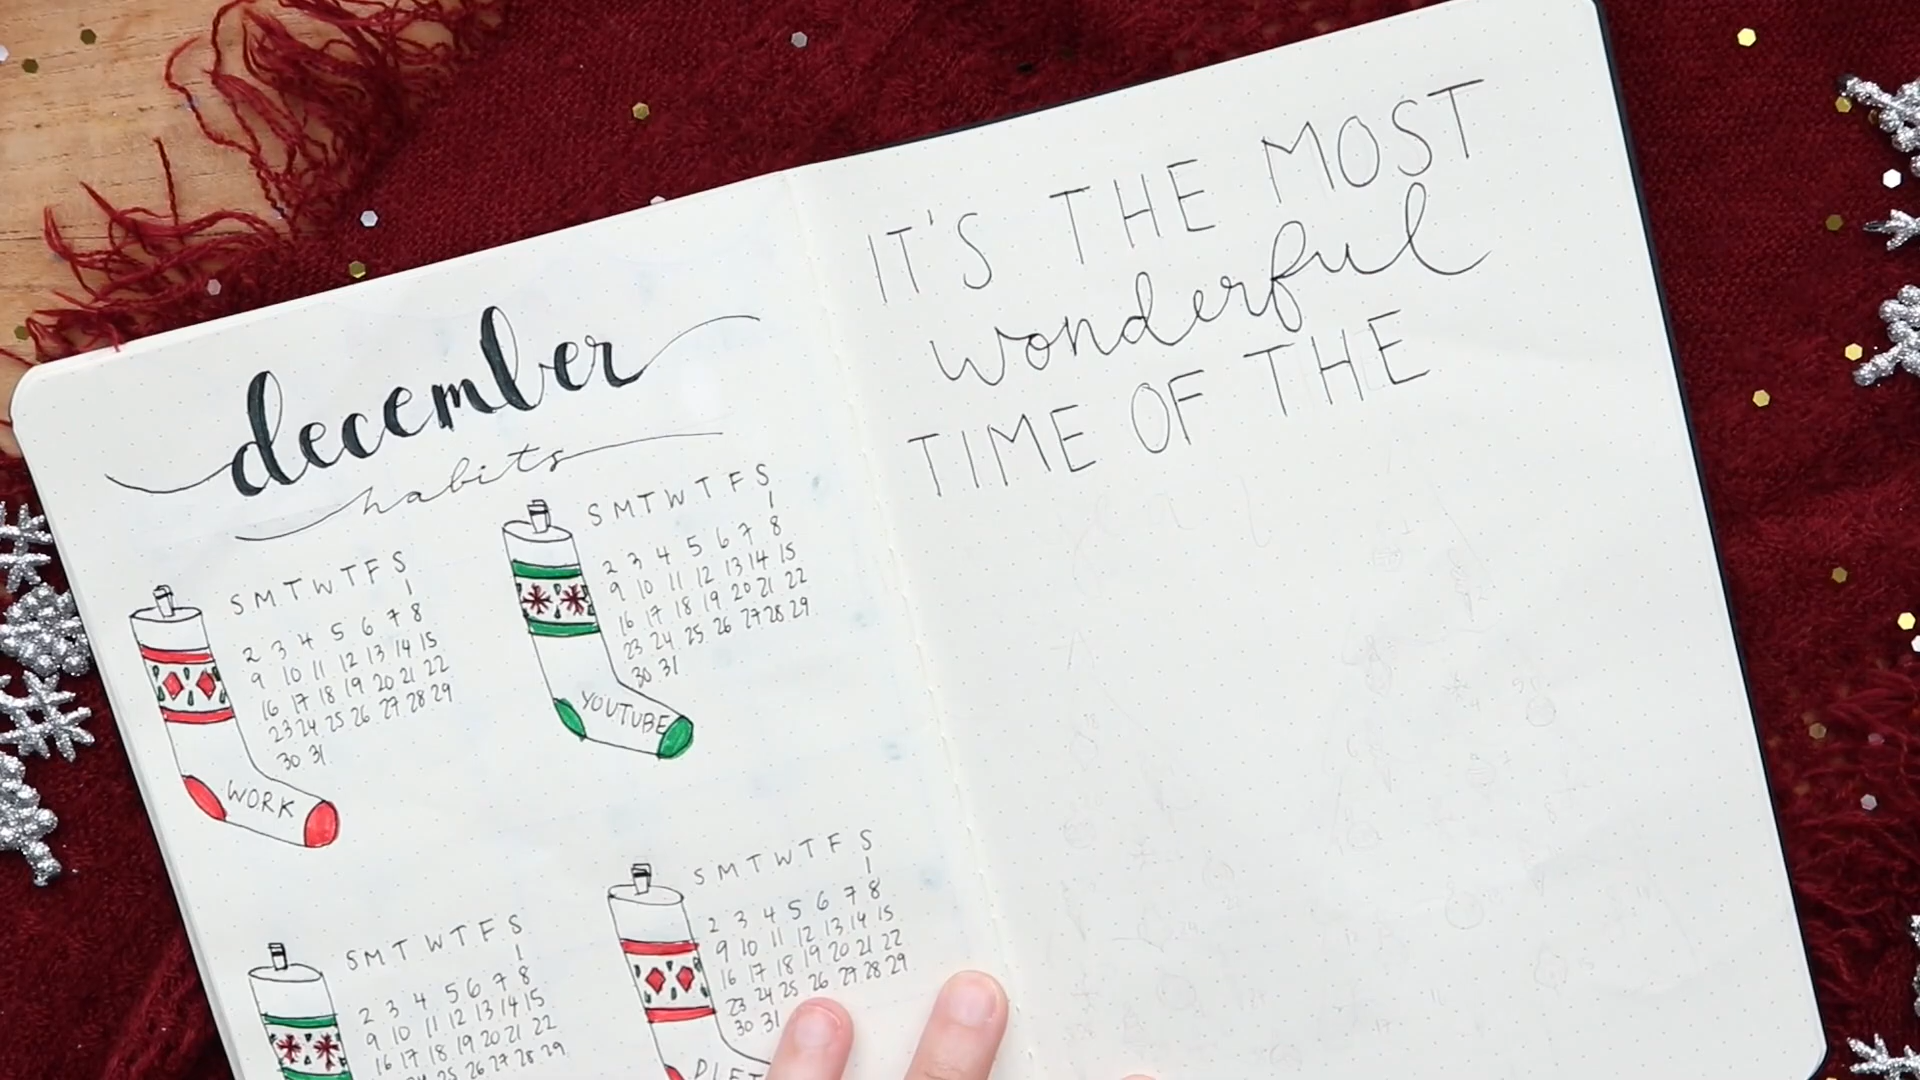 december
habits
S M T W T F S
1
2 3 4 5 6 7 8
9 10 11 12 13 14 15
16 17 18 19 20 21 22
23 24 25 26 27 28 29
30 31
WORK
S M T W T F S
1
2 3 4 5 6 7 8
9 10 11 12 13 14 15
16 17 18 19 20 21 22
23 24 25 26 27 28 29
30 31
YOUTUBE
S M T W T F S
1
2 3 4 5 6 7 8
9 10 11 12 13 14 15
16 17 18 19 20 21 22
25 26 27 28 29
S M T W T F S
1
2 3 4 5 6 7 8
9 10 11 12 13 14 15
16 17 18 19 20 21 22
23 24 25 26 27 28 29
30 31
DIET
IT'S THE MOST
wonderful
TIME OF THE